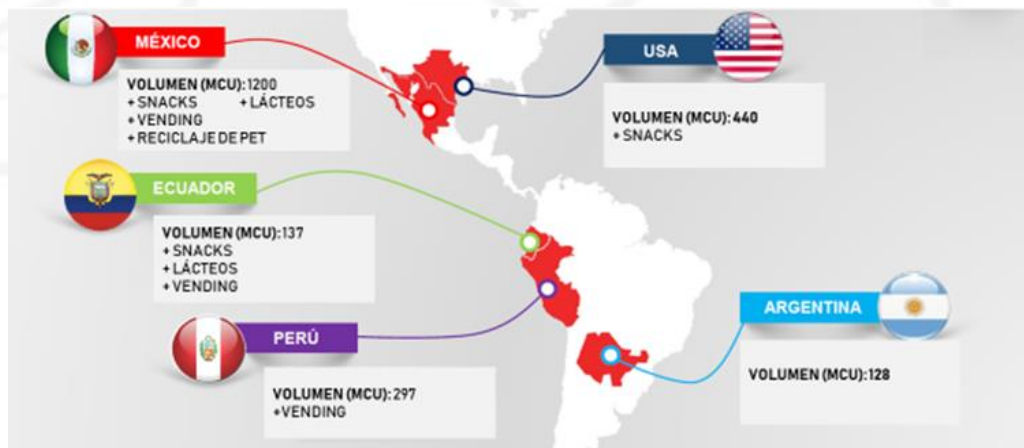 MÉXICO
VOLUMEN (MCU): 1200
+ SNACKS + LÁCTEOS
+ VENDING
+ RECICLAJE DE PET
USA
VOLUMEN (MCU): 440
+ SNACKS
ECUADOR
VOLUMEN (MCU): 137
+ SNACKS
+ LÁCTEOS
+ VENDING
PERÚ
VOLUMEN (MCU): 297
+VENDING
ARGENTINA
VOLUMEN (MCU): 128